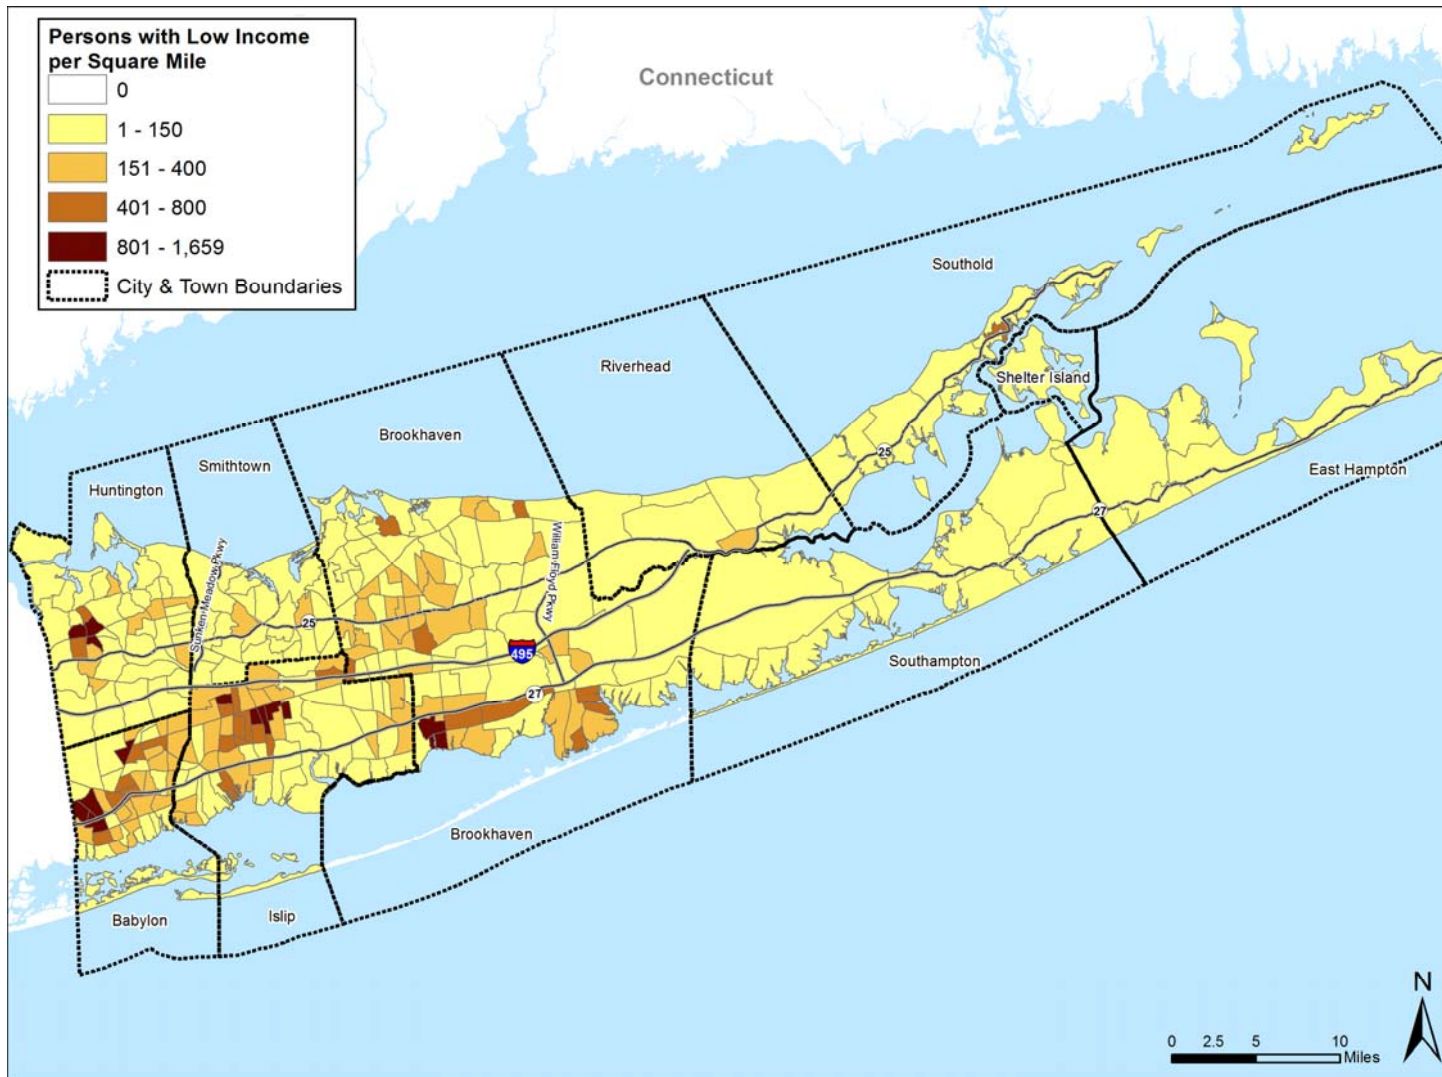 Persons with Low Income
per Square Mile
0
1 - 150
151 - 400
401 - 800
801 - 1,659
City & Town Boundaries
Connecticut
Southold
Riverhead
Shelter Island
Brookhaven
Smithtown
Huntington
East Hampton
25
27
William Floyd Pkwy
Sunken Meadow Pkwy
25
495
27
Southampton
Brookhaven
Islip
Babylon
N
0 2.5 5 10
Miles